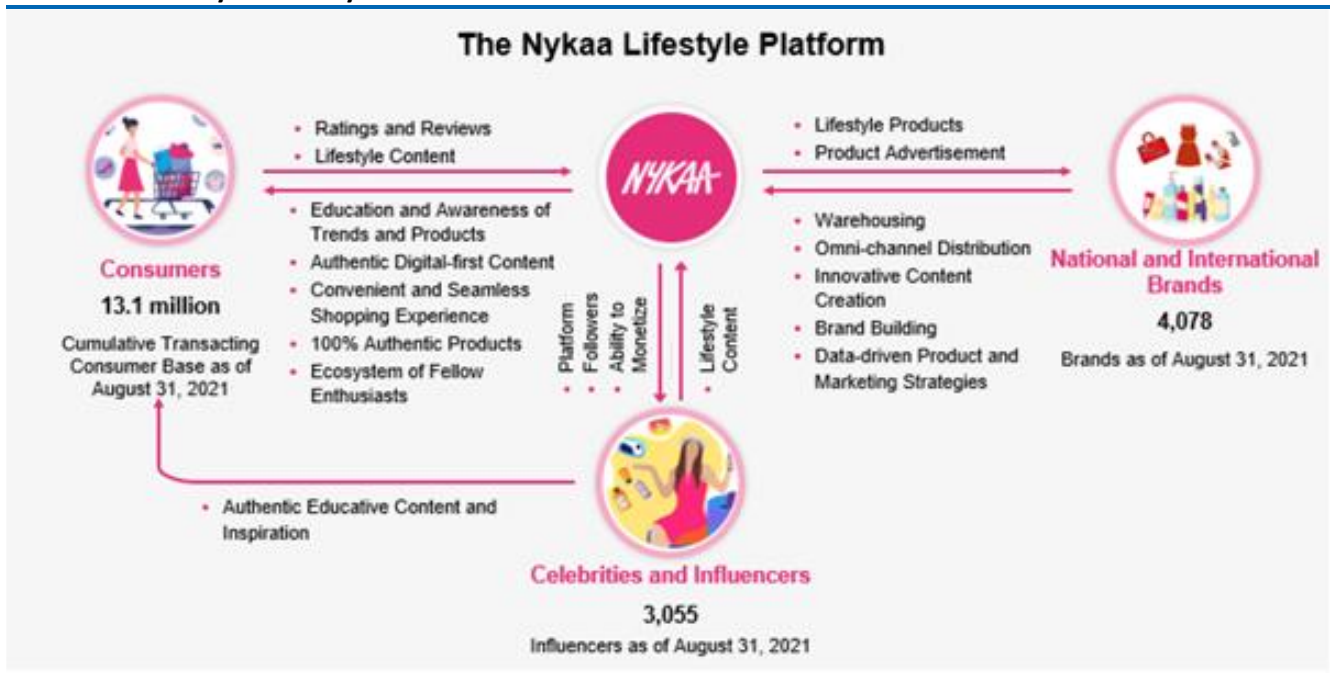 The Nykaa Lifestyle Platform
• Ratings and Reviews
• Lifestyle Content
• Education and Awareness of
Trends and Products
• Authentic Digital-first Content
• Convenient and Seamless
Shopping Experience
• 100% Authentic Products
• Ecosystem of Fellow
Enthusiasts
Consumers
13.1 million
Cumulative Transacting
Consumer Base as of
August 31, 2021
NYKAA
• Platform
• Followers
• Ability to
Monetize
• Lifestyle
Content
• Lifestyle Products
• Product Advertisement
• Warehousing
• Omni-channel Distribution
• Innovative Content
Creation
• Brand Building
• Data-driven Product and
Marketing Strategies
National and International
Brands
4,078
Brands as of August 31, 2021
• Authentic Educative Content and
Inspiration
Celebrities and Influencers
3,055
Influencers as of August 31, 2021